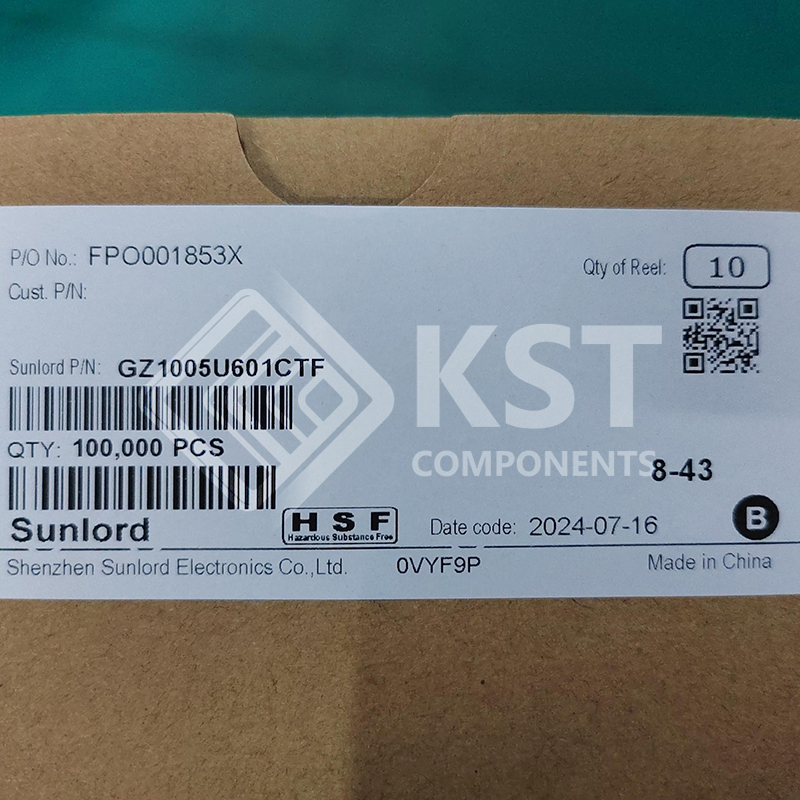 P/O No.: FPO001853X
Qty of Reel: 10
Cust. P/N:
Sunlord P/N: GZ1005U601CTF
KST
COMPONENTS
QTY: 100,000 PCS
8-43
Sunlord
HSF
Hazardous Substance Free
Date code: 2024-07-16
B
Shenzhen Sunlord Electronics Co.,Ltd.
0VYF9P
Made in China